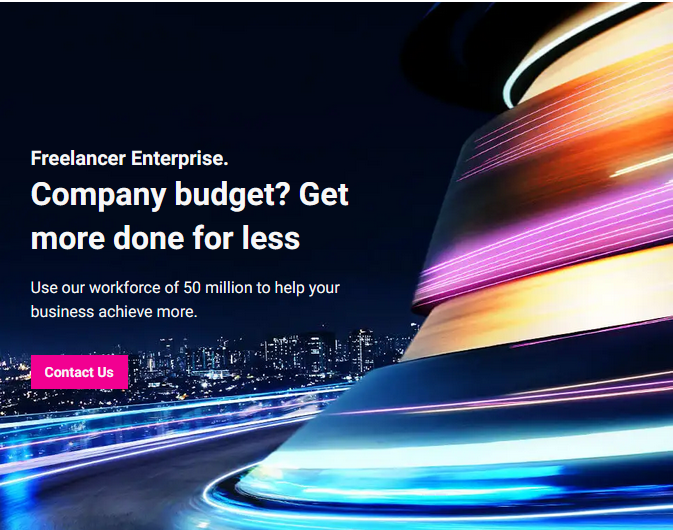 Freelancer Enterprise.
Company budget? Get
more done for less
Use our workforce of 50 million to help your
business achieve more.
Contact Us